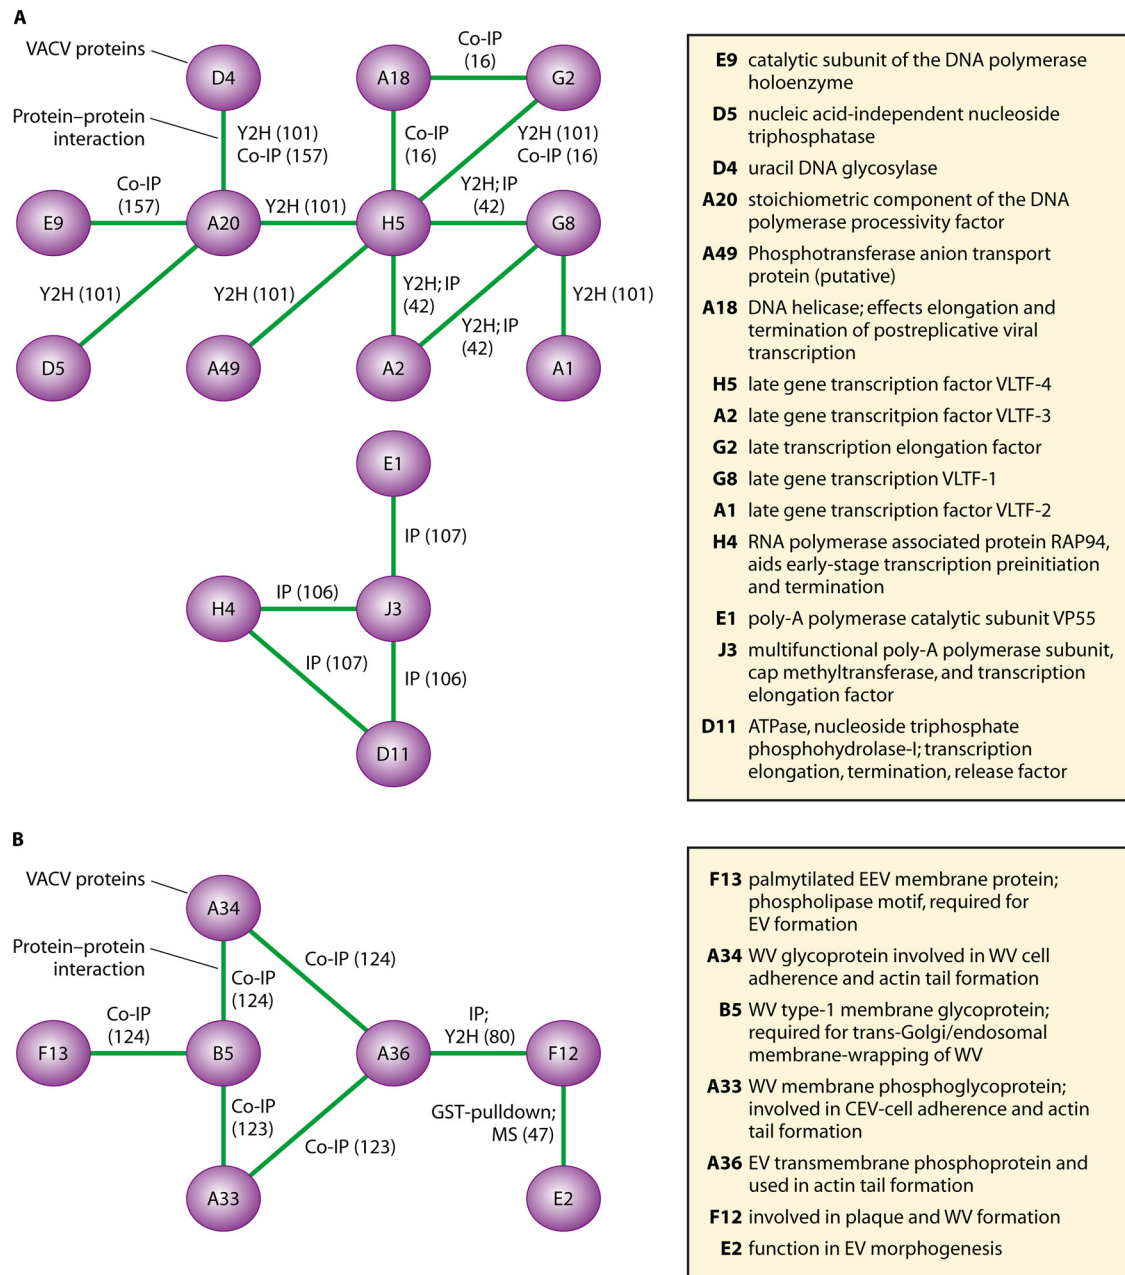 A
VACV proteins
D4
A18
Co-IP
(16)
G2
Protein–protein
interaction
Y2H (101)
Co-IP (157)
Co-IP
(16)
Y2H (101)
Co-IP (16)
E9
Co-IP
(157)
A20
Y2H (101)
H5
Y2H; IP
(42)
G8
Y2H (101)
Y2H (101)
Y2H; IP
(42)
Y2H; IP
(42)
Y2H (101)
D5
A49
A2
A1
E1
IP (107)
H4
IP (106)
J3
IP (107)
IP (106)
D11
E9 catalytic subunit of the DNA polymerase
holoenzyme
D5 nucleic acid-independent nucleoside
triphosphatase
D4 uracil DNA glycosylase
A20 stoichiometric component of the DNA
polymerase processivity factor
A49 Phosphotransferase anion transport
protein (putative)
A18 DNA helicase; effects elongation and
termination of postreplicative viral
transcription
H5 late gene transcription factor VLTF-4
A2 late gene transcritpion factor VLTF-3
G2 late transcription elongation factor
G8 late gene transcription VLTF-1
A1 late gene transcription factor VLTF-2
H4 RNA polymerase associated protein RAP94,
aids early-stage transcription preinitiation
and termination
E1 poly-A polymerase catalytic subunit VP55
J3 multifunctional poly-A polymerase subunit,
cap methyltransferase, and transcription
elongation factor
D11 ATPase, nucleoside triphosphate
phosphohydrolase-I; transcription
elongation, termination, release factor
B
VACV proteins
A34
Protein–protein
interaction
Co-IP
(124)
Co-IP (124)
F13
Co-IP
(124)
B5
A36
IP;
Y2H (80)
F12
Co-IP
(123)
Co-IP (123)
GST-pulldown;
MS (47)
A33
E2
F13 palmytilated EEV membrane protein;
phospholipase motif, required for
EV formation
A34 WV glycoprotein involved in WV cell
adherence and actin tail formation
B5 WV type-1 membrane glycoprotein;
required for trans-Golgi/endosomal
membrane-wrapping of WV
A33 WV membrane phosphoglycoprotein;
involved in CEV-cell adherence and actin
tail formation
A36 EV transmembrane phosphoprotein and
used in actin tail formation
F12 involved in plaque and WV formation
E2 function in EV morphogenesis